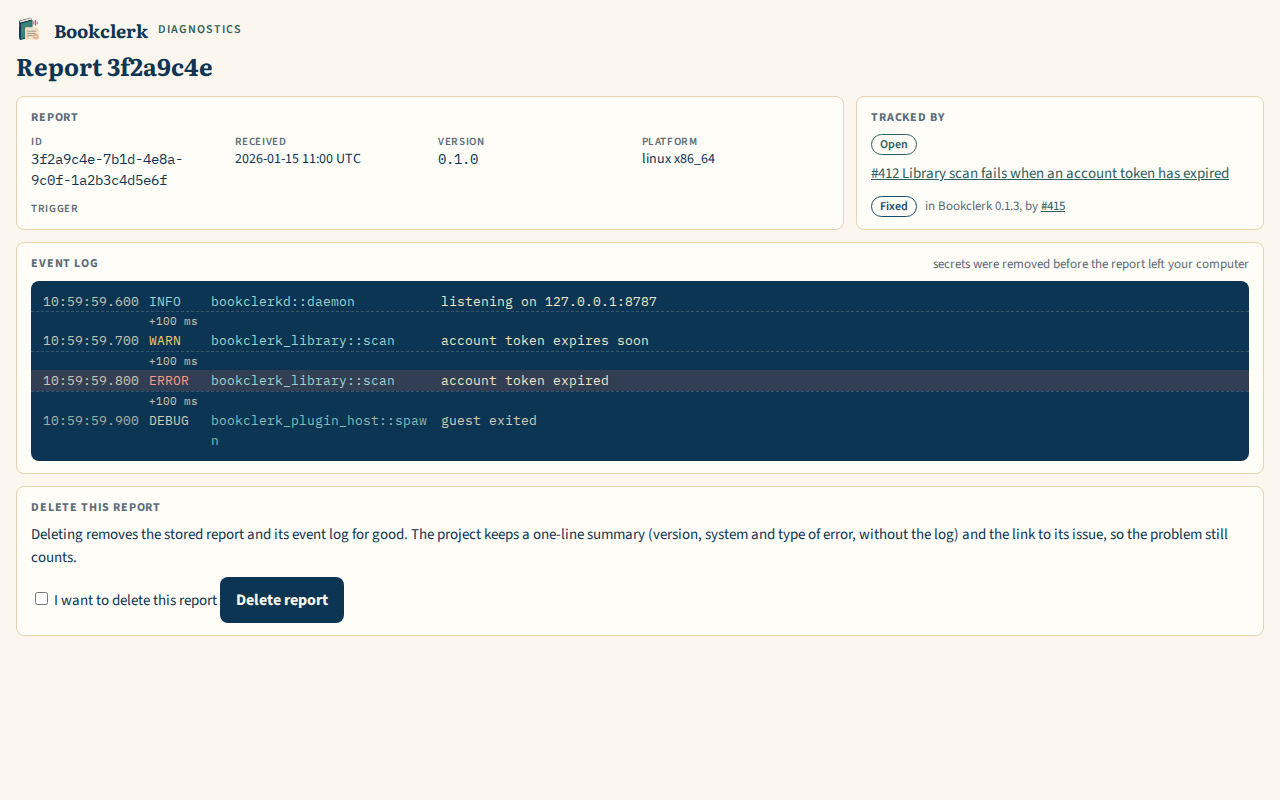 Bookclerk DIAGNOSTICS
Report 3f2a9c4e
REPORT
ID
3f2a9c4e-7b1d-4e8a-
9c0f-1a2b3c4d5e6f
RECEIVED
2026-01-15 11:00 UTC
VERSION
0.1.0
PLATFORM
linux x86_64
TRIGGER
TRACKED BY
Open
#412 Library scan fails when an account token has expired
Fixed in Bookclerk 0.1.3, by #415
EVENT LOG secrets were removed before the report left your computer
10:59:59.600 INFO bookclerkd::daemon listening on 127.0.0.1:8787
+100 ms
10:59:59.700 WARN bookclerk_library::scan account token expires soon
+100 ms
10:59:59.800 ERROR bookclerk_library::scan account token expired
+100 ms
10:59:59.900 DEBUG bookclerk_plugin_host::spaw guest exited
n
DELETE THIS REPORT
Deleting removes the stored report and its event log for good. The project keeps a one-line summary (version, system and type of error, without the log) and the link to its issue, so the problem still
counts.
I want to delete this report Delete report